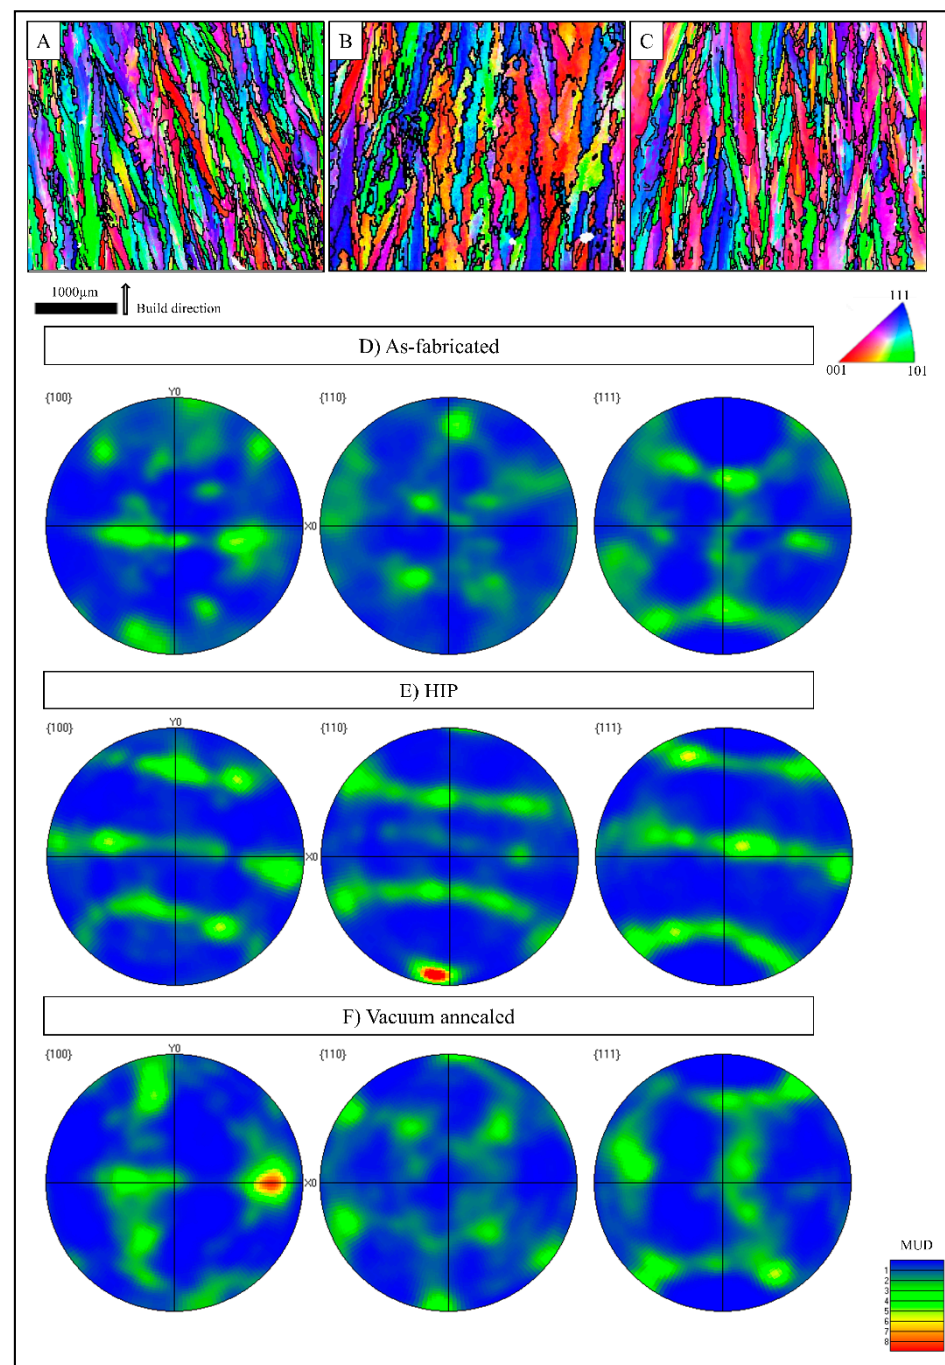 A B C
1000µm
Build direction
111
001 101
D) As-fabricated
{100} Y0 {110} {111}
X0
E) HIP
{100} Y0 {110} {111}
X0
F) Vacuum annealed
{100} Y0 {110} {111}
X0
MUD
1
2
3
4
5
6
7
8